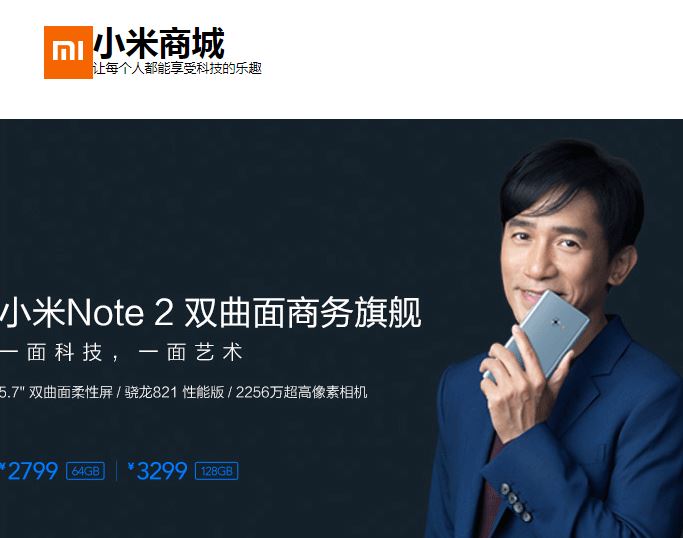 mi
小米商城
让每个人都能享受科技的乐趣
小米Note 2 双曲面商务旗舰
一面科技，一面艺术
5.7" 双曲面柔性屏 / 骁龙821 性能版 / 2256万超高像素相机
¥2799 64GB | ¥3299 128GB